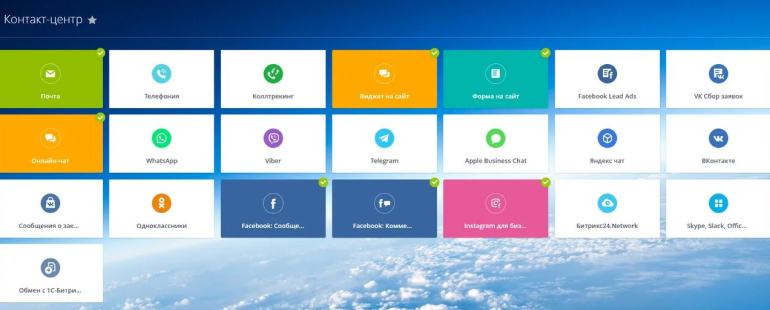 Контакт-центр
Почта
Телефония
Коллтрекинг
Виджет на сайт
Форма на сайт
Facebook Lead Ads
VK Сбор заявок
Онлайн-чат
WhatsApp
Viber
Telegram
Apple Business Chat
Яндекс чат
ВКонтакте
Сообщения о зак...
Одноклассники
Facebook: Сообще...
Facebook: Комме...
Instagram для биз...
Битрикс24.Network
Skype, Slack, Offic...
Обмен с 1С-Битри...